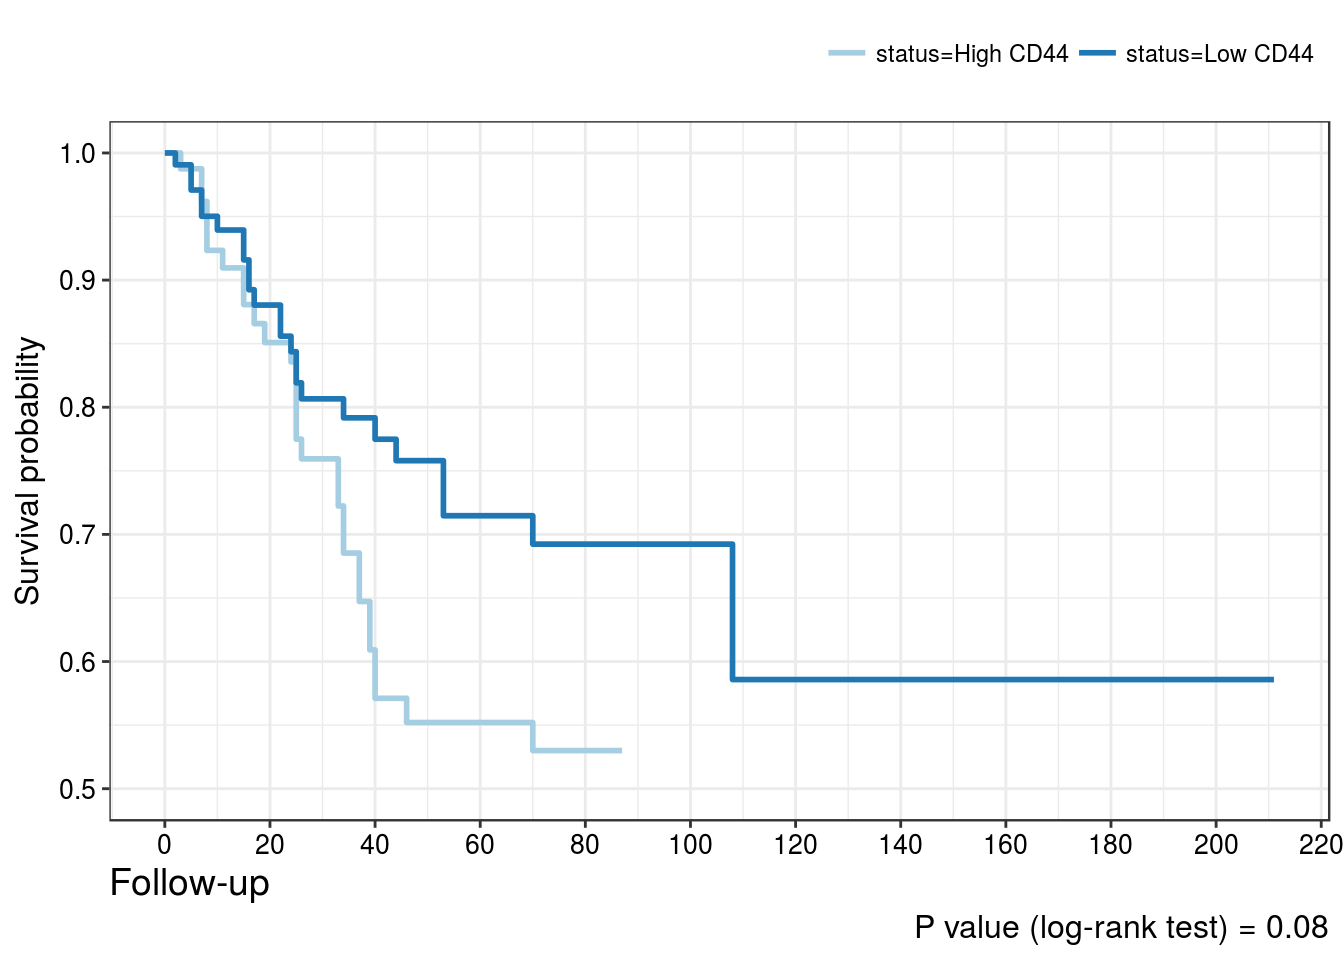 status=High CD44 status=Low CD44
1.0
0.9
0.8
0.7
0.6
0.5
Survival probability
0 20 40 60 80 100 120 140 160 180 200 220
Follow-up
P value (log-rank test) = 0.08